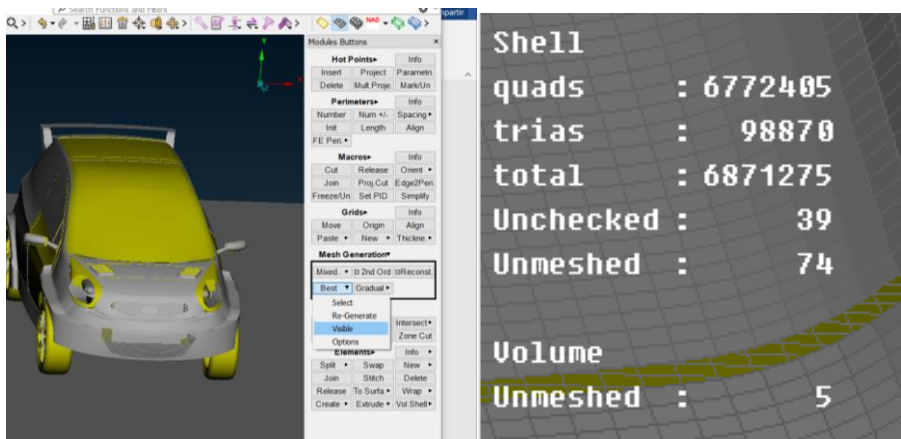 Search Functions and Filters
NAS
mpartir
Modules Buttons ×
Hot Points▸ Info
Insert Project Parametri.
Delete Mult.Proje. Mark/Un
Perimeters▸ Info
Number Num +/- Spacing ▸
Init Length Align
FE Peri. ▸
Macros▸ Info
Cut Release Orient ▸
Join Proj.Cut Edge2Peri.
Freeze/Un Set PID Simplify
Grids▸ Info
Move Origin Align
Paste ▸ New ▸ Thickne. ▸
Mesh Generation▾
Mixed.. ▸ ¤ 2nd Ord ¤Reconst.
Best ▼ Gradual ▸
Select
Re-Generate
Visible Intersect▸
Options Zone Cut
Elements▸ Info ▸
Split ▸ Swap New ▸
Join Stitch Delete
Release To Surfa.▸ Wrap ▸
Create ▸ Extrude ▸ Vol.Shell▸
Shell
quads : 6772405
trias : 98870
total : 6871275
Unchecked : 39
Unmeshed : 74
Volume
Unmeshed : 5